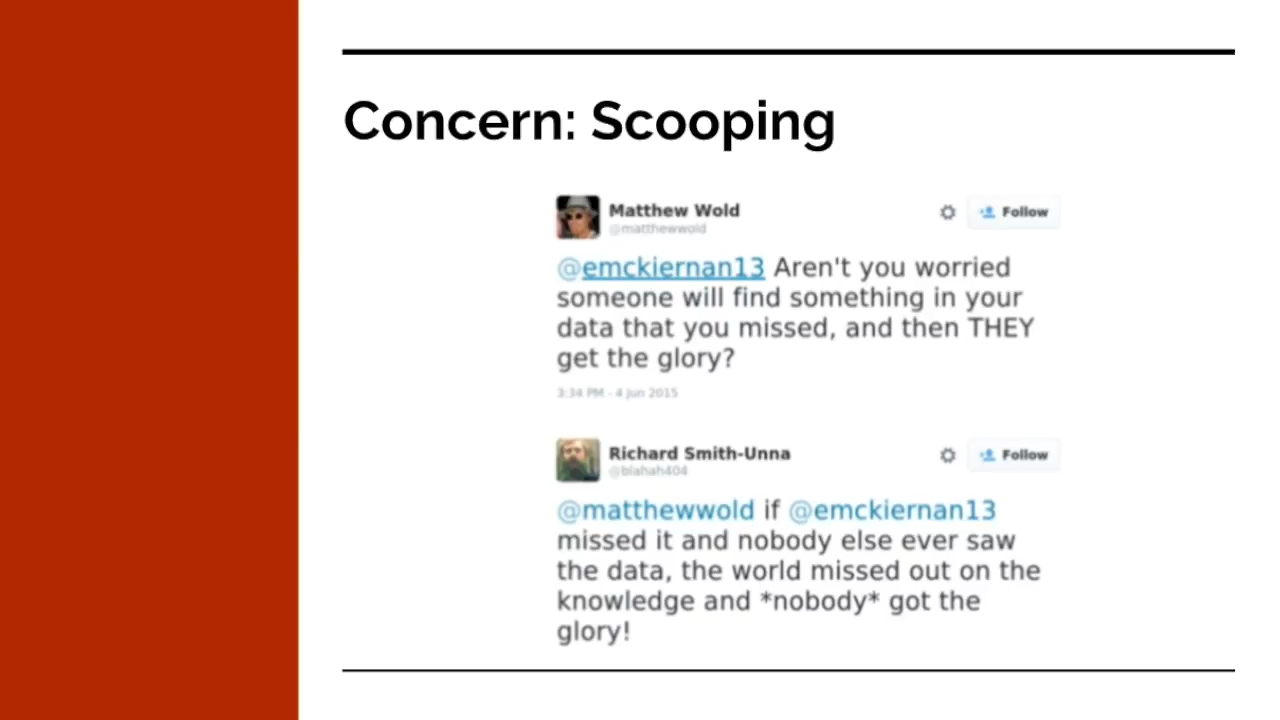 Concern: Scooping
Matthew Wold
Follow
@matthewwold
@emckiernan13 Aren't you worried
someone will find something in your
data that you missed, and then THEY
get the glory?
3:34 PM - 4 Jun 2015
Richard Smith-Unna
Follow
@blahah404
@matthewwold if @emckiernan13
missed it and nobody else ever saw
the data, the world missed out on the
knowledge and *nobody* got the
glory!